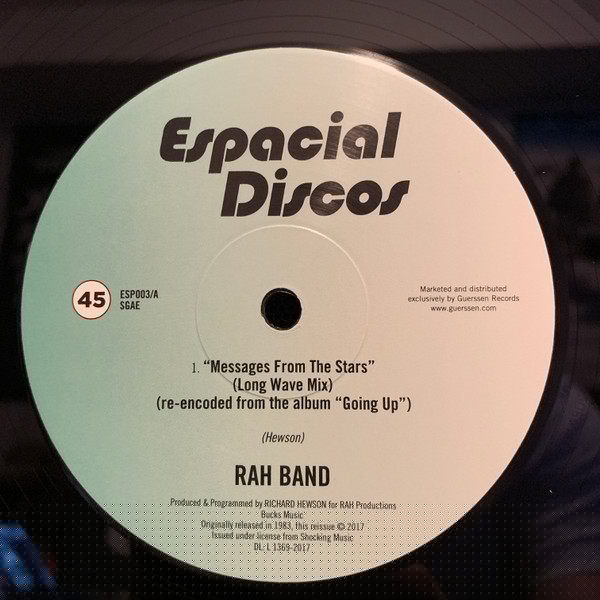 Espacial
Discos
45
ESP003/A
SGAE
Marketed and distributed
exclusively by Guerssen Records
www.guerssen.com
1. “Messages From The Stars”
(Long Wave Mix)
(re-encoded from the album “Going Up”)
(Hewson)
RAH BAND
Produced & Programmed by RICHARD HEWSON for RAH Productions
Bucks Music
Originally released in 1983, this reissue © 2017
Issued under license from Shocking Music
DL: L 1369-2017